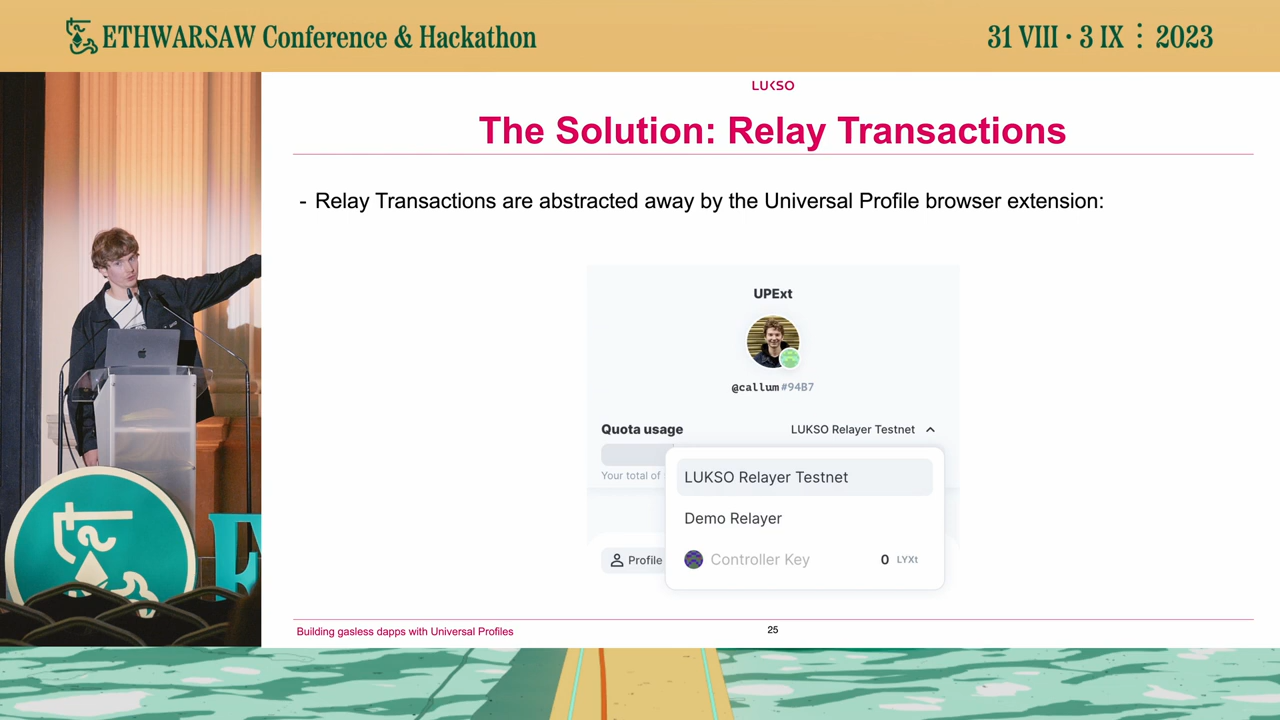 ETHWARSAW Conference & Hackathon
31 VIII · 3 IX ⋮ 2023
LUKSO
The Solution: Relay Transactions
- Relay Transactions are abstracted away by the Universal Profile browser extension:
UPExt
@callum#94B7
Quota usage
LUKSO Relayer Testnet
Your total of
LUKSO Relayer Testnet
Demo Relayer
Controller Key 0 LYXt
Profile
Building gasless dapps with Universal Profiles
25